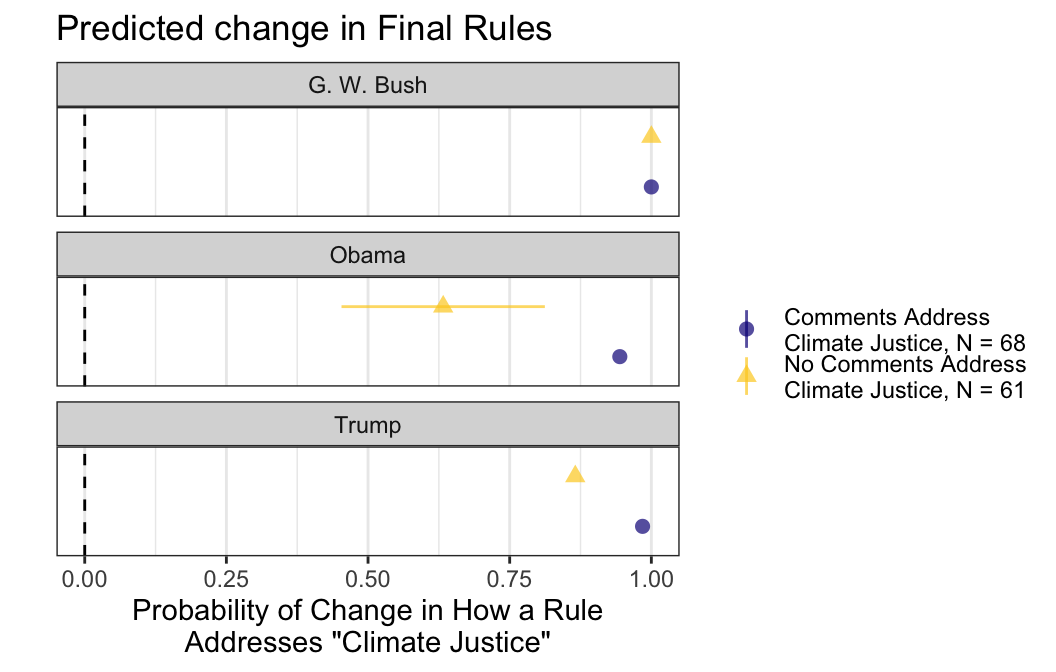 Predicted change in Final Rules
G. W. Bush
Obama
Trump
0.00 0.25 0.50 0.75 1.00
Probability of Change in How a Rule
Addresses "Climate Justice"
Comments Address
Climate Justice, N = 68
No Comments Address
Climate Justice, N = 61